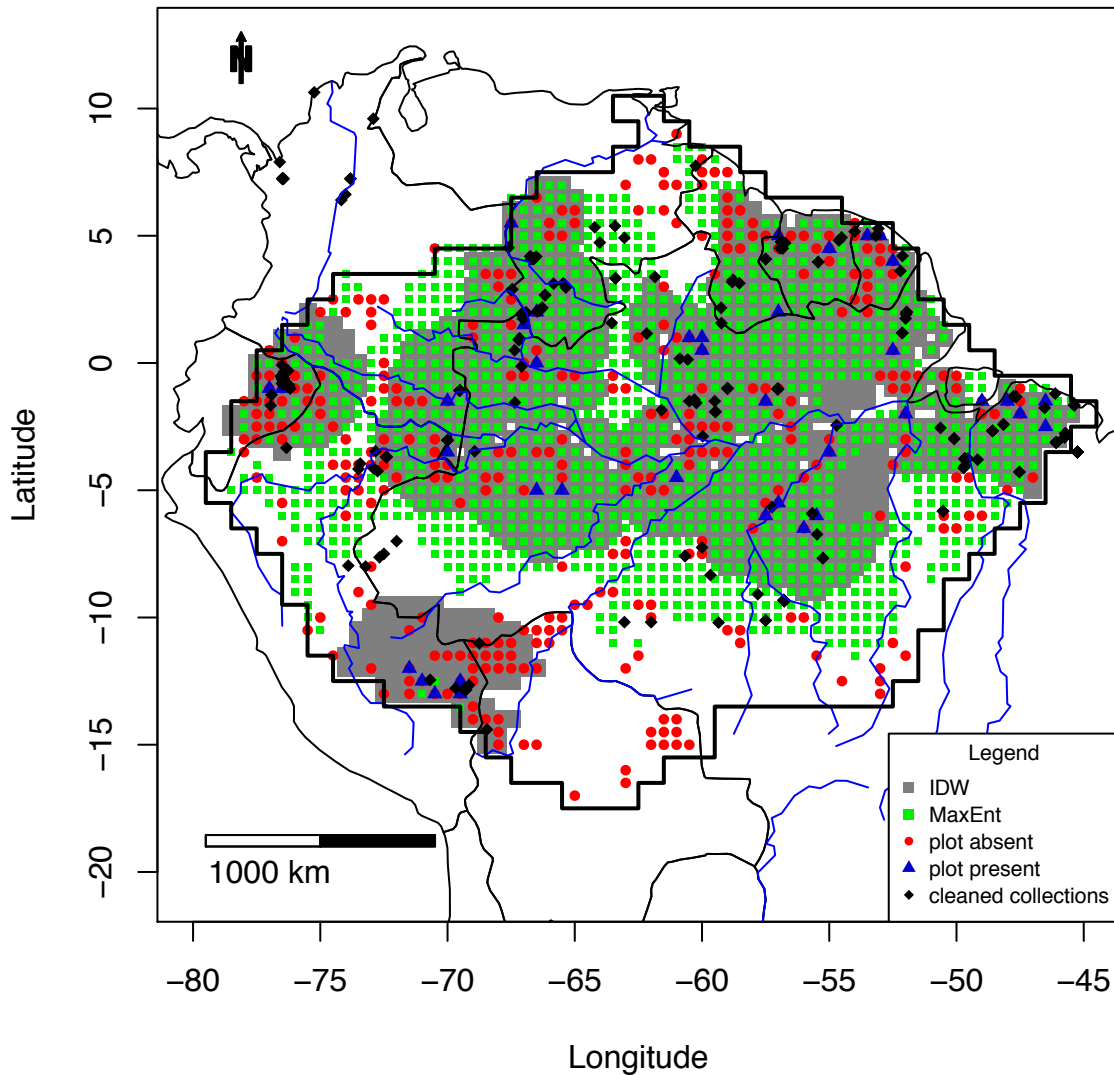 N
10
5
0
−5
−10
−15
−20
Latitude
1000 km
Legend
IDW
MaxEnt
plot absent
plot present
cleaned collections
−80
−75
−70
−65
−60
−55
−50
−45
Longitude